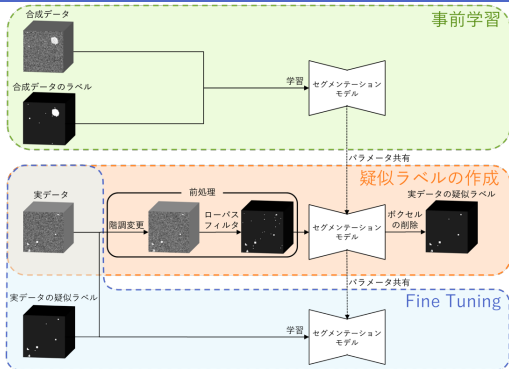 合成データ
事前学習
合成データのラベル
学習
セグメンテーション
モデル
パラメータ共有
疑似ラベルの作成
実データ
前処理
実データの疑似ラベル
階調変更
ローパス
フィルタ
セグメンテーション
モデル
ボクセル
の削除
パラメータ共有
Fine Tuning
実データの疑似ラベル
学習
セグメンテーション
モデル